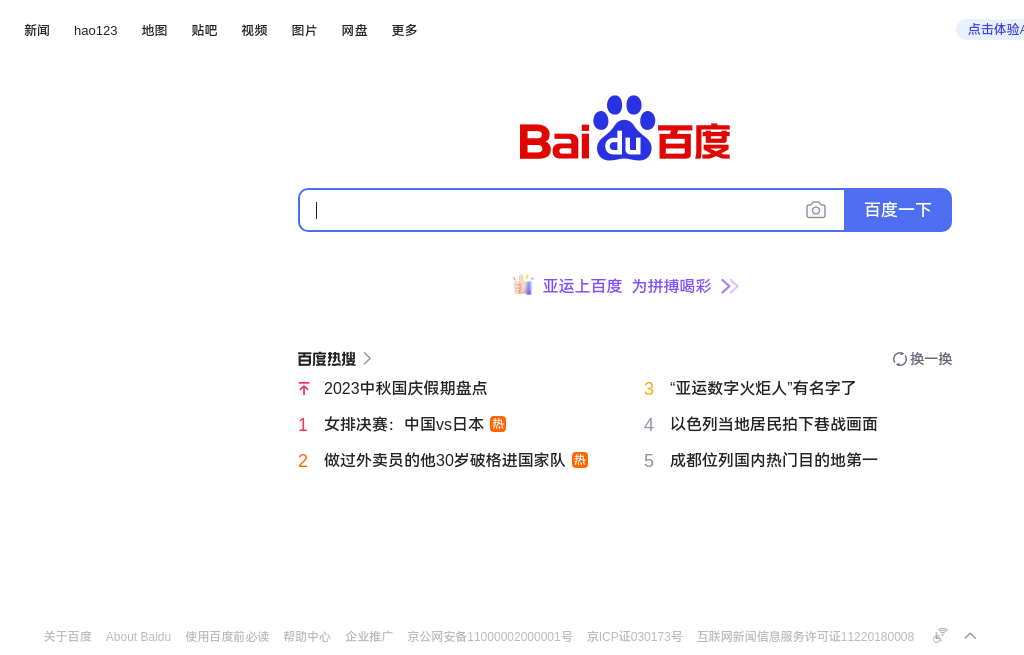 新闻 hao123 地图 贴吧 视频 图片 网盘 更多 点击体验A
Bai du 百度
百度一下
亚运上百度 为拼搏喝彩
百度热搜 换一换
2023中秋国庆假期盘点
1 女排决赛：中国vs日本 热
2 做过外卖员的他30岁破格进国家队 热
3 “亚运数字火炬人”有名字了
4 以色列当地居民拍下巷战画面
5 成都位列国内热门目的地第一
关于百度 About Baidu 使用百度前必读 帮助中心 企业推广 京公网安备11000002000001号 京ICP证030173号 互联网新闻信息服务许可证11220180008